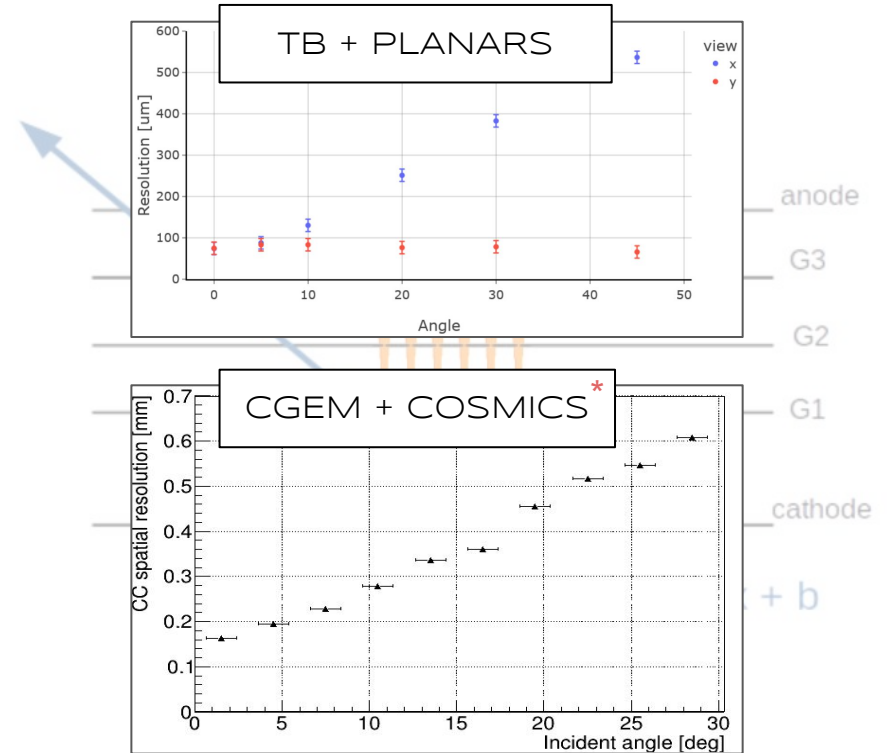 TB + PLANARS
600
500
400
300
200
100
0
Resolution [um]
0
10
20
30
40
50
Angle
view
x
y
anode
G3
G2
G1
cathode
+ b
CGEM + COSMICS*
0.7
0.6
0.5
0.4
0.3
0.2
0.1
0
CC spatial resolution [mm]
0
5
10
15
20
25
30
Incident angle [deg]